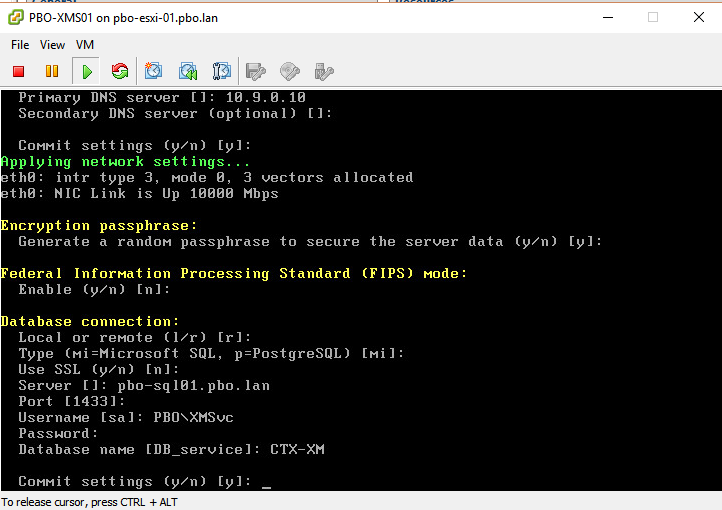 PBO-XMS01 on pbo-esxi-01.pbo.lan
File View VM
Primary DNS server []: 10.9.0.10
Secondary DNS server (optional) []:
Commit settings (y/n) [y]:
Applying network settings...
eth0: intr type 3, mode 0, 3 vectors allocated
eth0: NIC Link is Up 10000 Mbps
Encryption passphrase:
Generate a random passphrase to secure the server data (y/n) [y]:
Federal Information Processing Standard (FIPS) mode:
Enable (y/n) [n]:
Database connection:
Local or remote (l/r) [r]:
Type (mi=Microsoft SQL, p=PostgreSQL) [mi]:
Use SSL (y/n) [n]:
Server []: pbo-sql01.pbo.lan
Port [1433]:
Username [sa]: PBO\XMSvc
Password:
Database name [DB_service]: CTX-XM
Commit settings (y/n) [y]: _
To release cursor, press CTRL + ALT